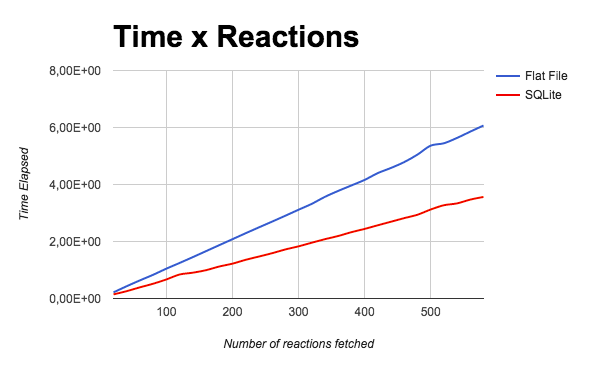 Time x Reactions
8,00E+00
6,00E+00
4,00E+00
2,00E+00
0,00E+00
Time Elapsed
100 200 300 400 500
Number of reactions fetched
Flat File
SQLite